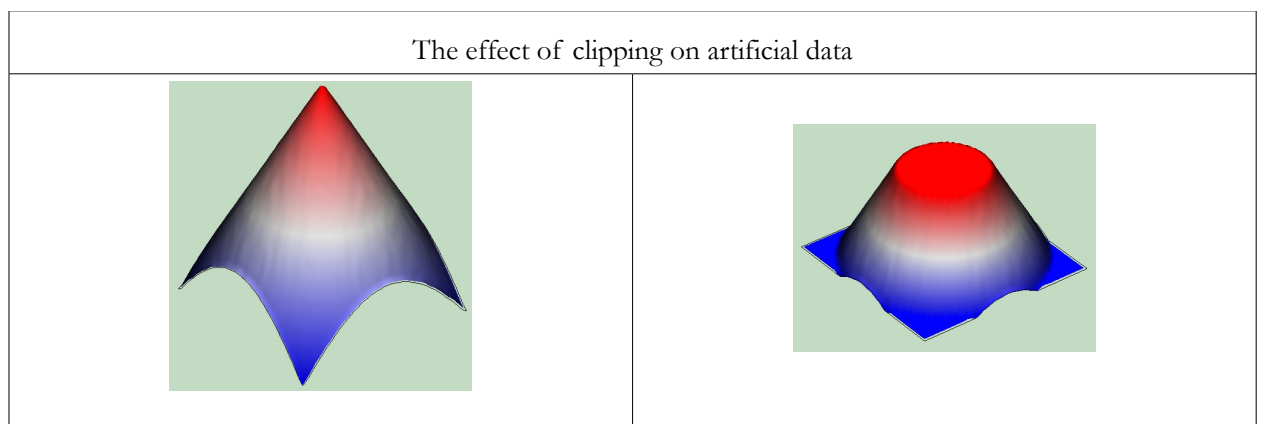 The effect of clipping on artificial data